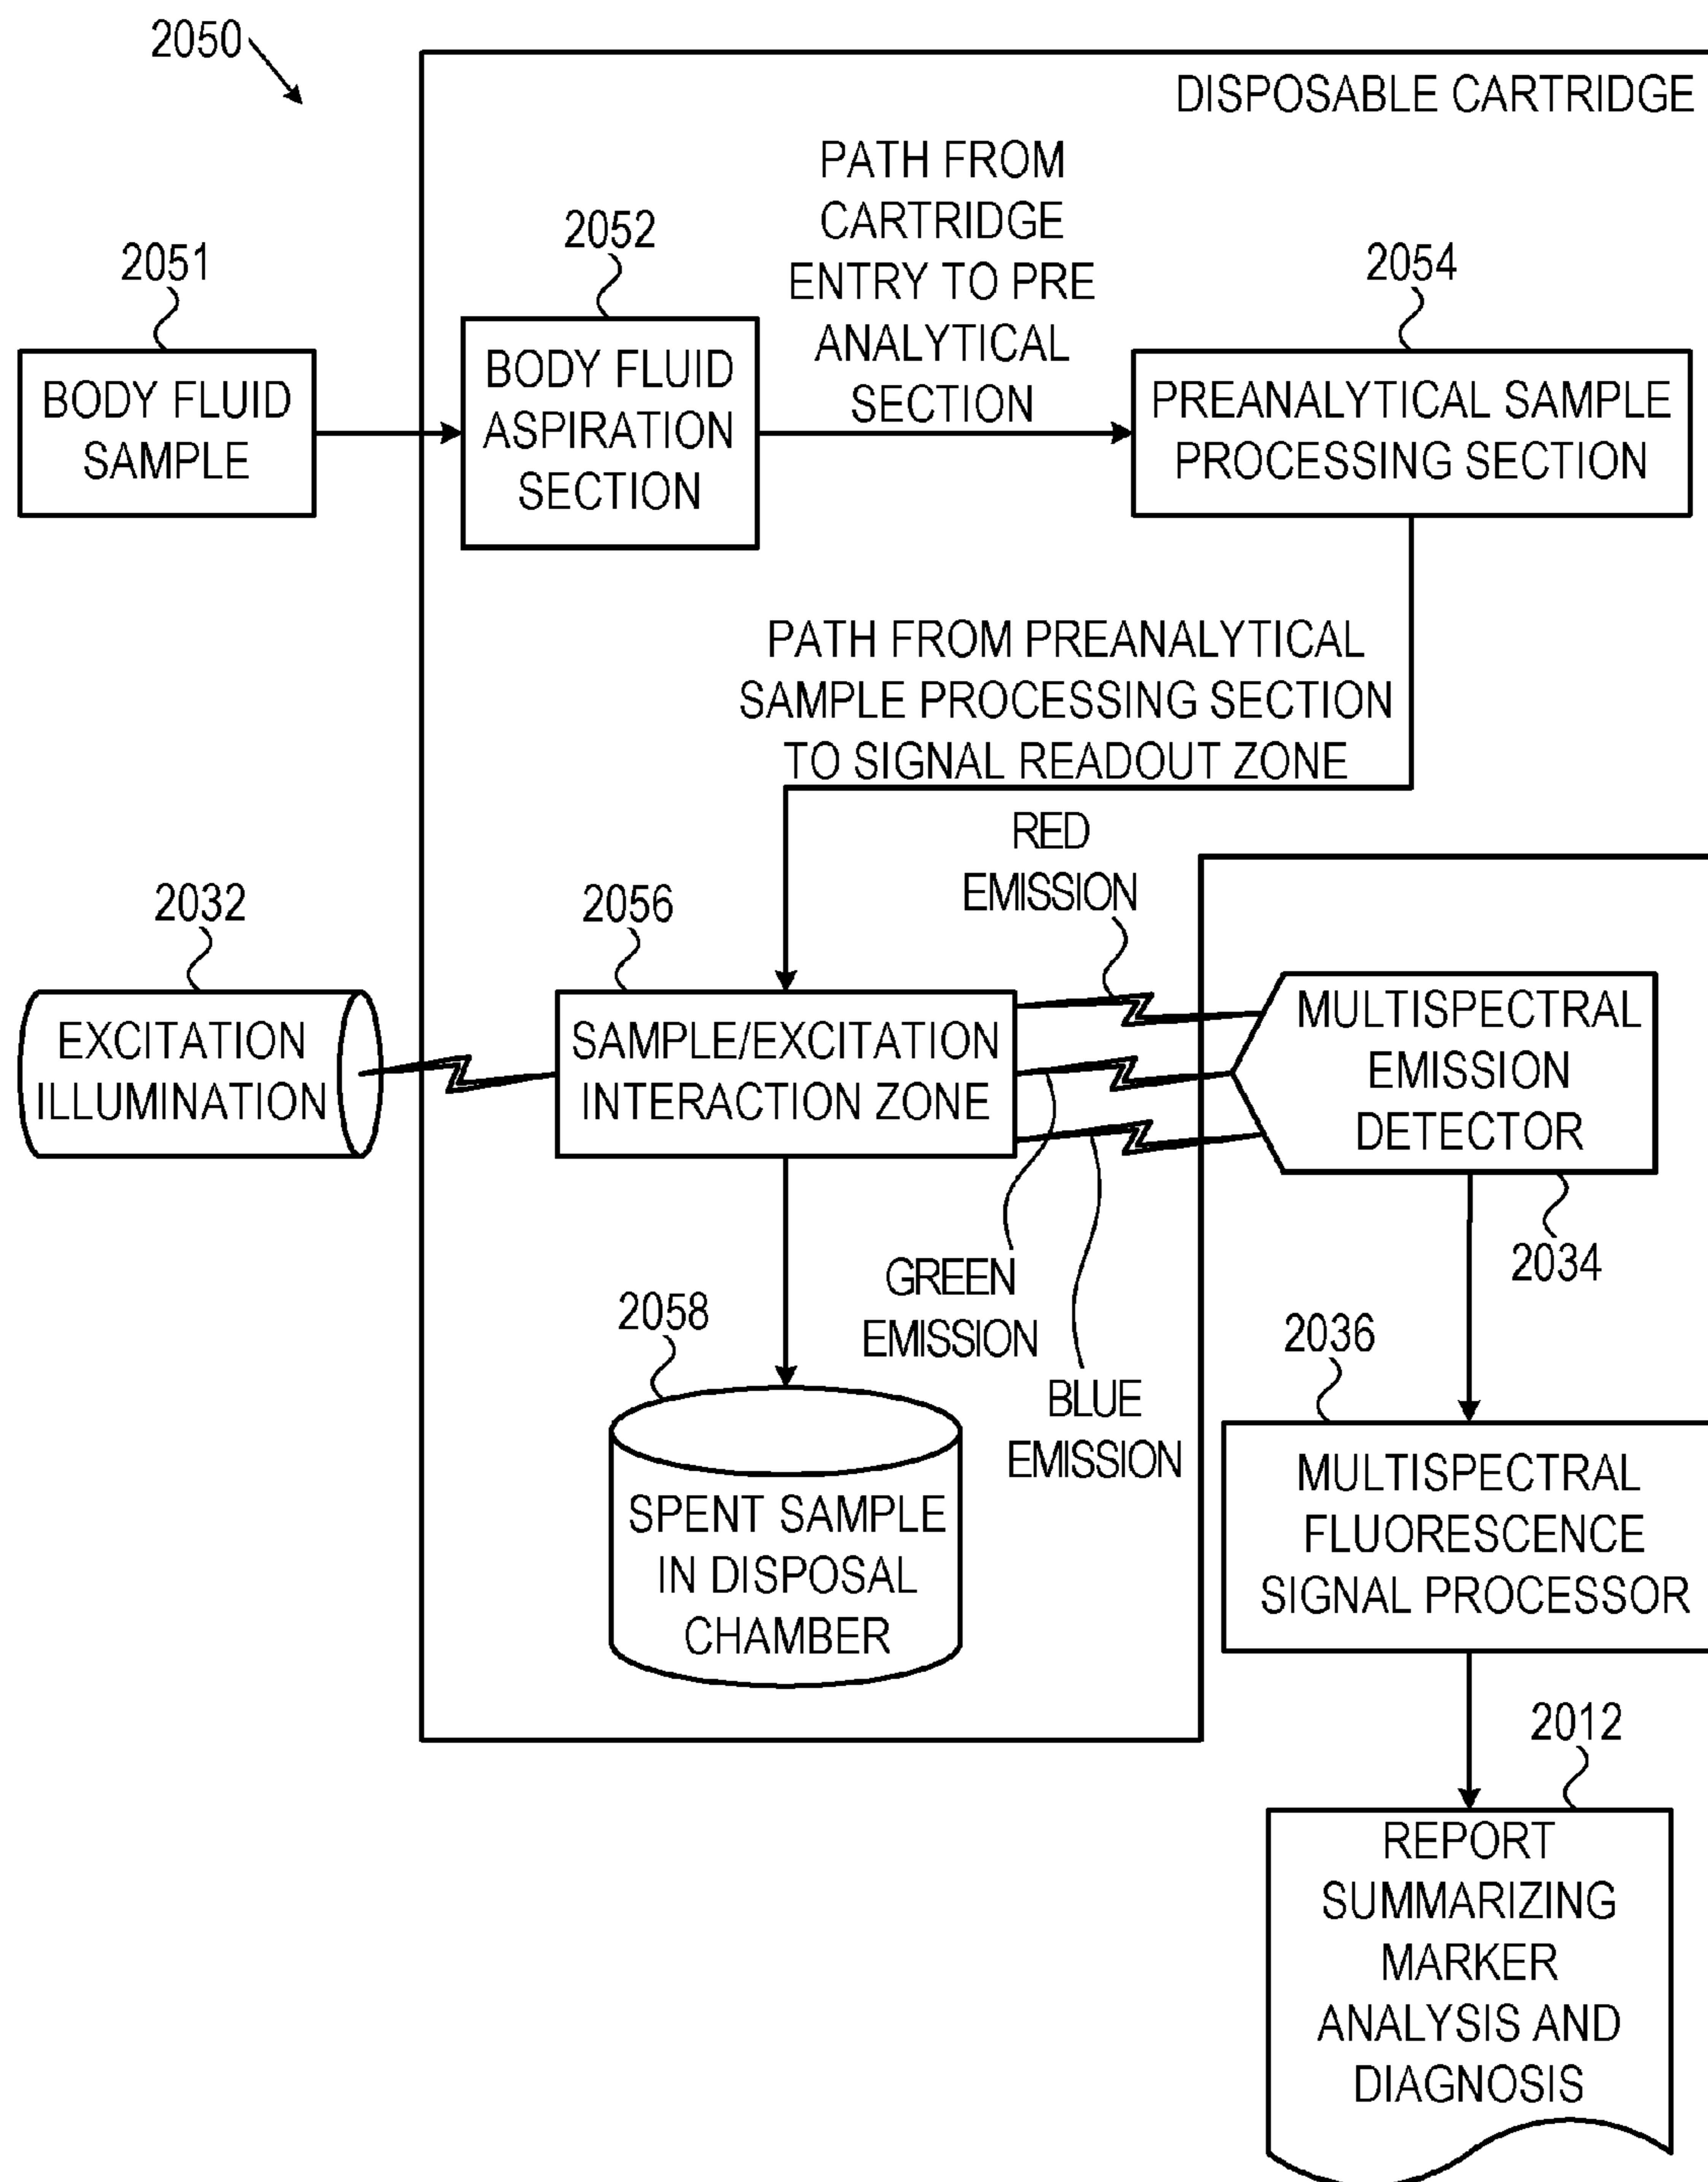 2050
DISPOSABLE CARTRIDGE
PATH FROM
CARTRIDGE
ENTRY TO PRE
ANALYTICAL
SECTION
2051
BODY FLUID
SAMPLE
2052
BODY FLUID
ASPIRATION
SECTION
2054
PREANALYTICAL SAMPLE
PROCESSING SECTION
PATH FROM PREANALYTICAL
SAMPLE PROCESSING SECTION
TO SIGNAL READOUT ZONE
RED
EMISSION
2032
EXCITATION
ILLUMINATION
2056
SAMPLE/EXCITATION
INTERACTION ZONE
MULTISPECTRAL
EMISSION
DETECTOR
2034
GREEN
EMISSION
BLUE
EMISSION
2058
SPENT SAMPLE
IN DISPOSAL
CHAMBER
2036
MULTISPECTRAL
FLUORESCENCE
SIGNAL PROCESSOR
2012
REPORT
SUMMARIZING
MARKER
ANALYSIS AND
DIAGNOSIS